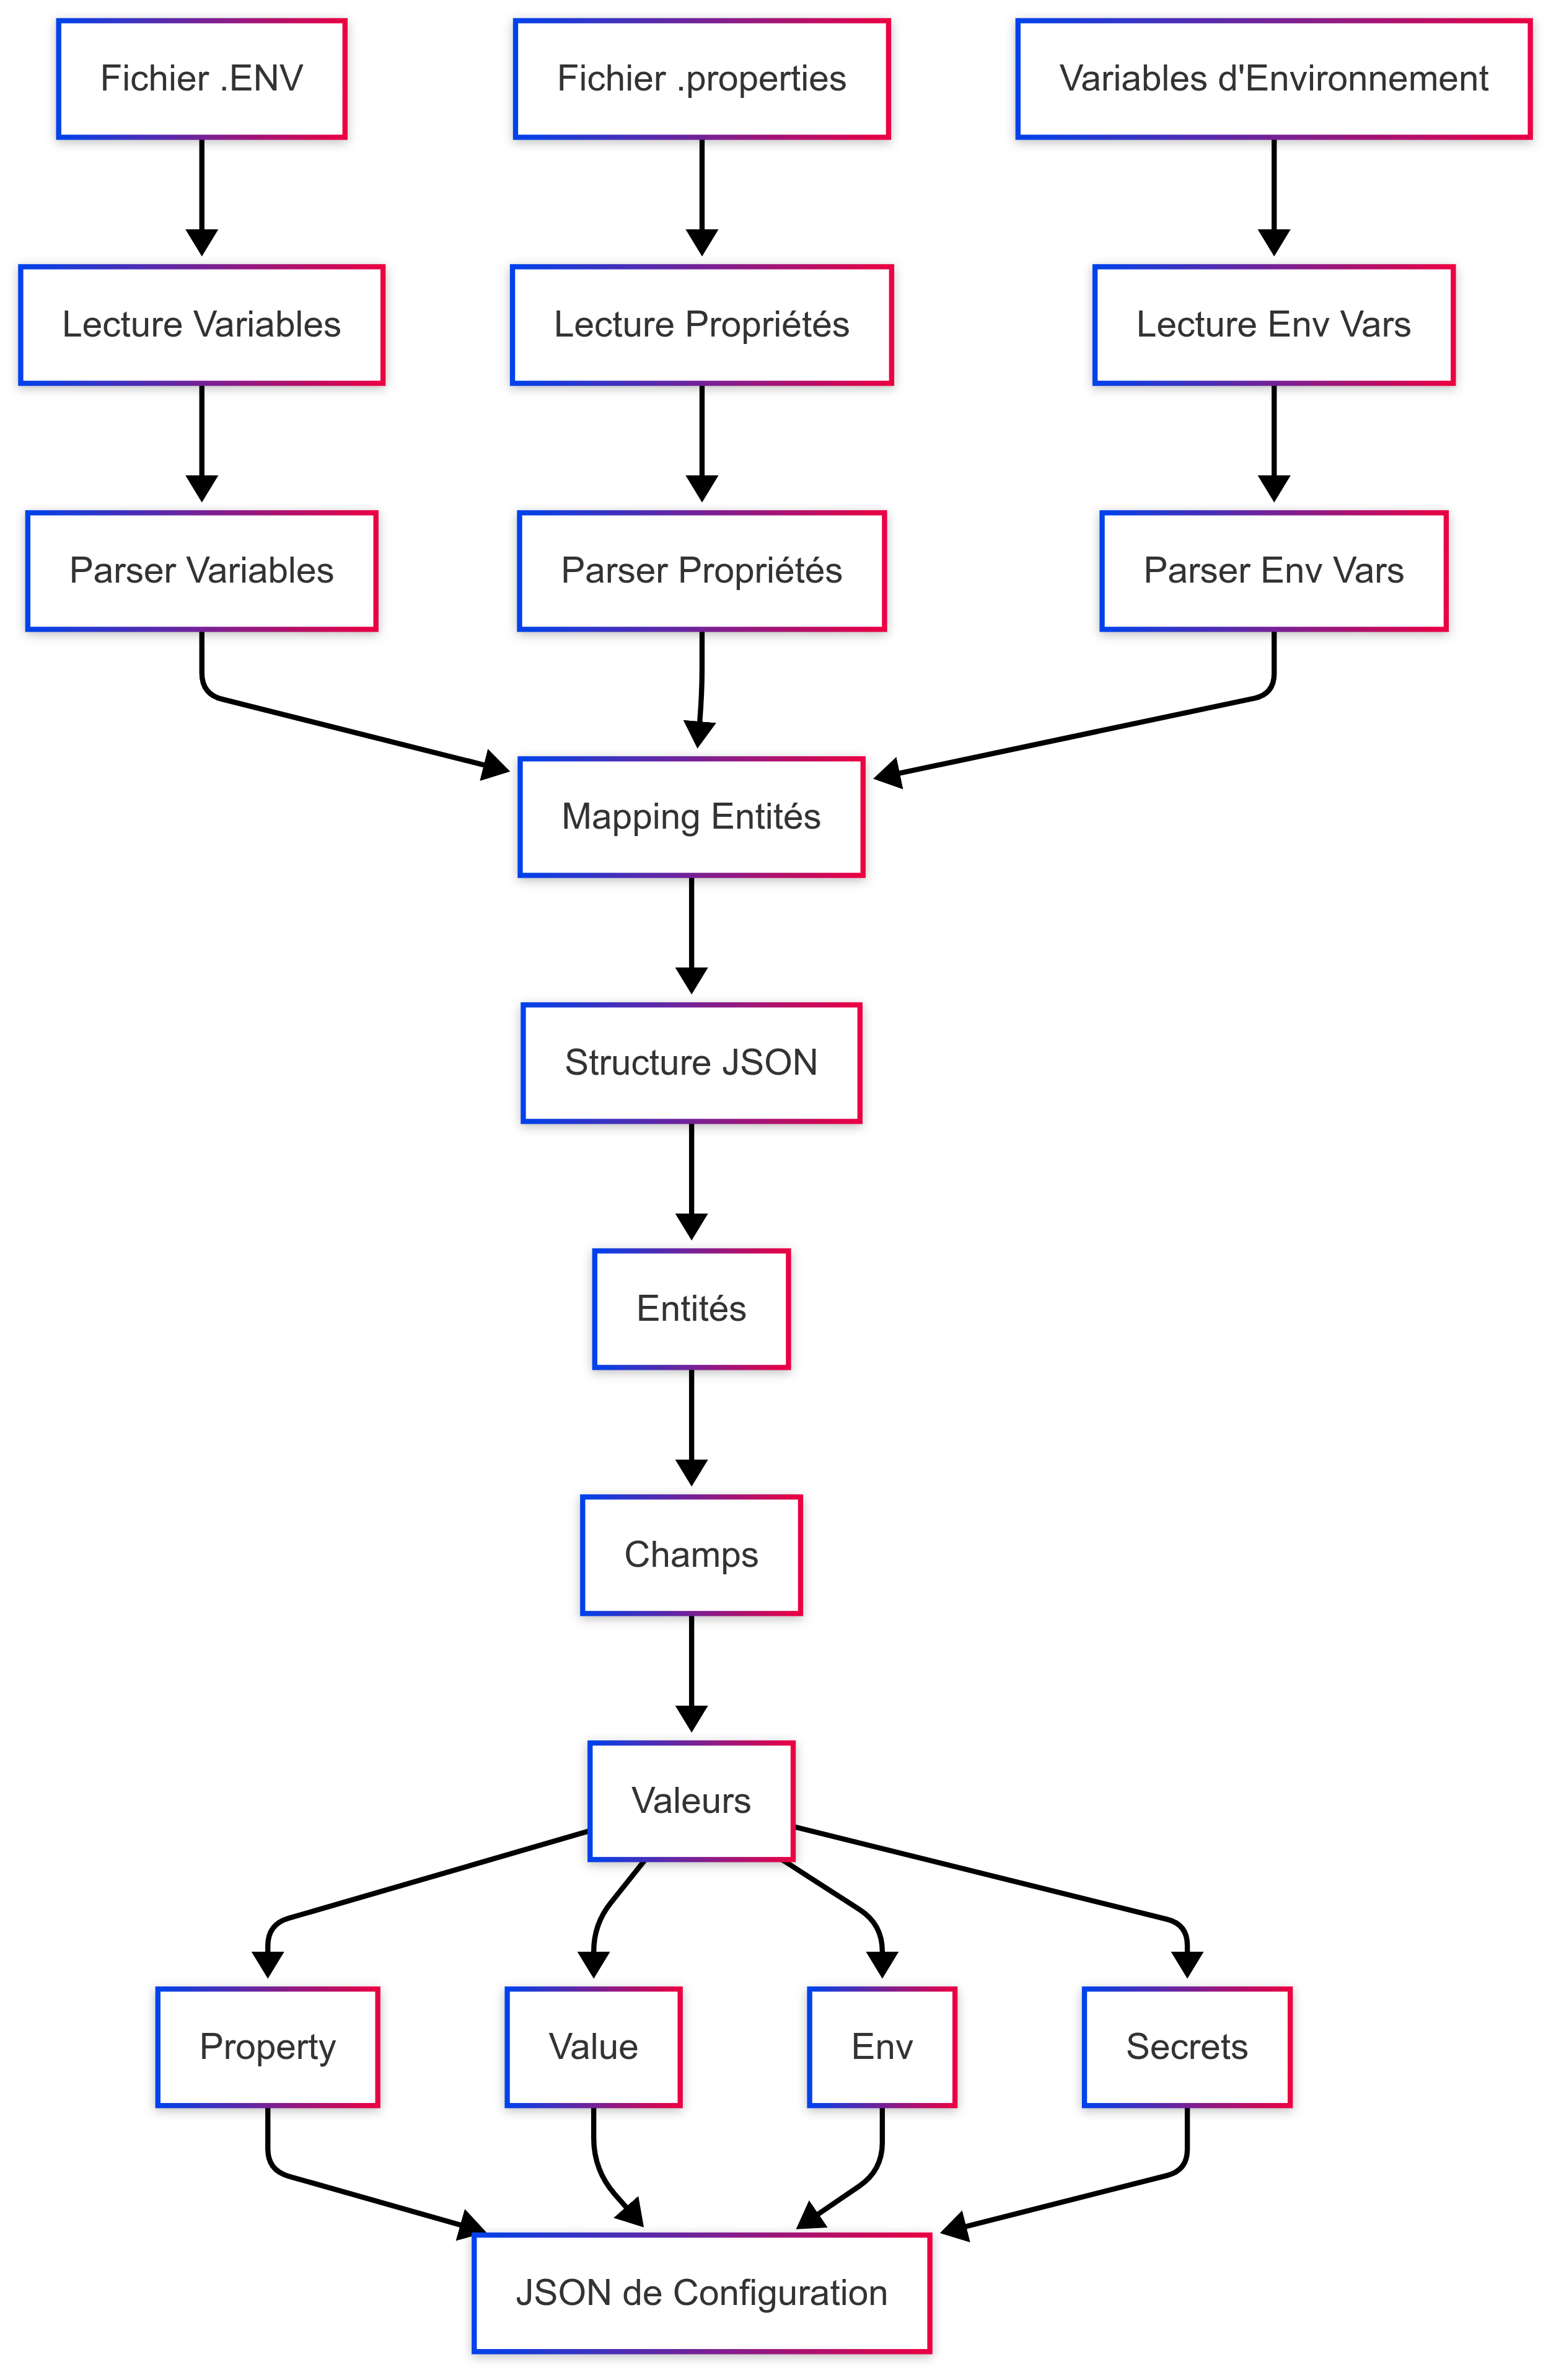 Fichier .ENV
Fichier .properties
Variables d'Environnement
Lecture Variables
Lecture Propriétés
Lecture Env Vars
Parser Variables
Parser Propriétés
Parser Env Vars
Mapping Entités
Structure JSON
Entités
Champs
Valeurs
Property
Value
Env
Secrets
JSON de Configuration